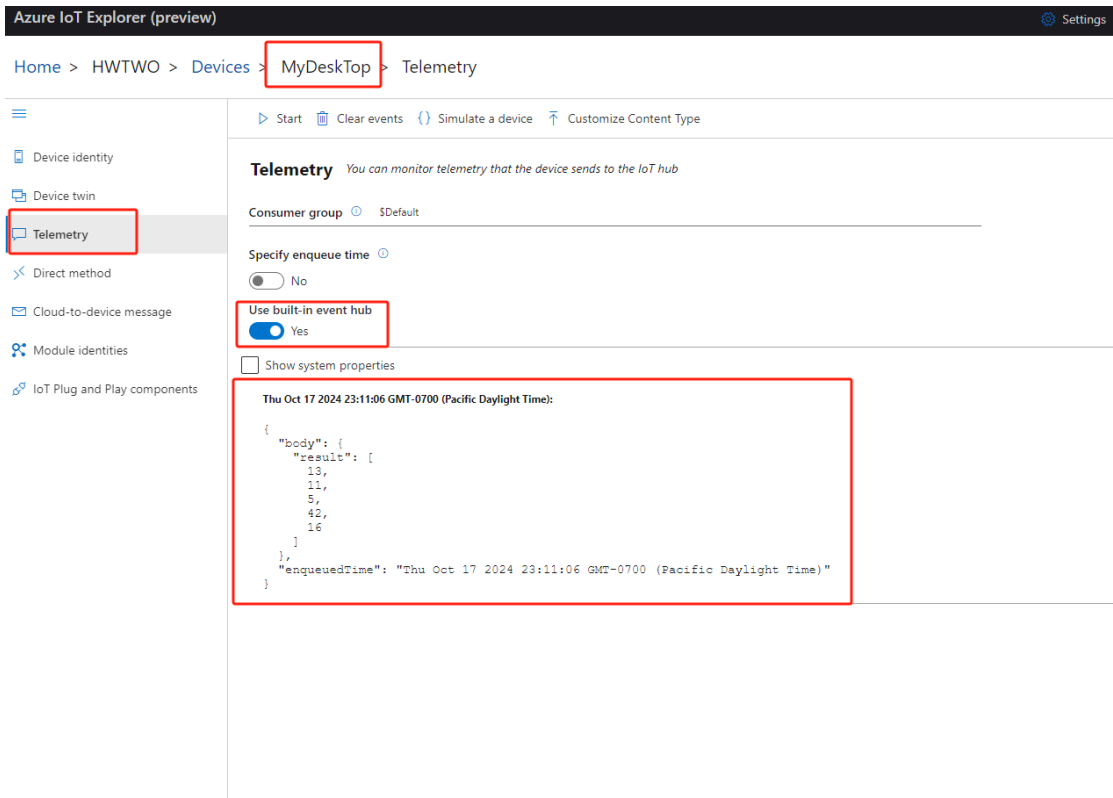 Azure IoT Explorer (preview)
Settings
Home > HWTWO > Devices > MyDeskTop > Telemetry
Start Clear events {} Simulate a device Customize Content Type
Device identity
Device twin
Telemetry
Direct method
Cloud-to-device message
Module identities
IoT Plug and Play components
Telemetry You can monitor telemetry that the device sends to the IoT hub
Consumer group $Default
Specify enqueue time
No
Use built-in event hub
Yes
Show system properties
Thu Oct 17 2024 23:11:06 GMT-0700 (Pacific Daylight Time):
{
"body": {
"result": [
13,
11,
5,
42,
16
]
},
"enqueuedTime": "Thu Oct 17 2024 23:11:06 GMT-0700 (Pacific Daylight Time)"
}